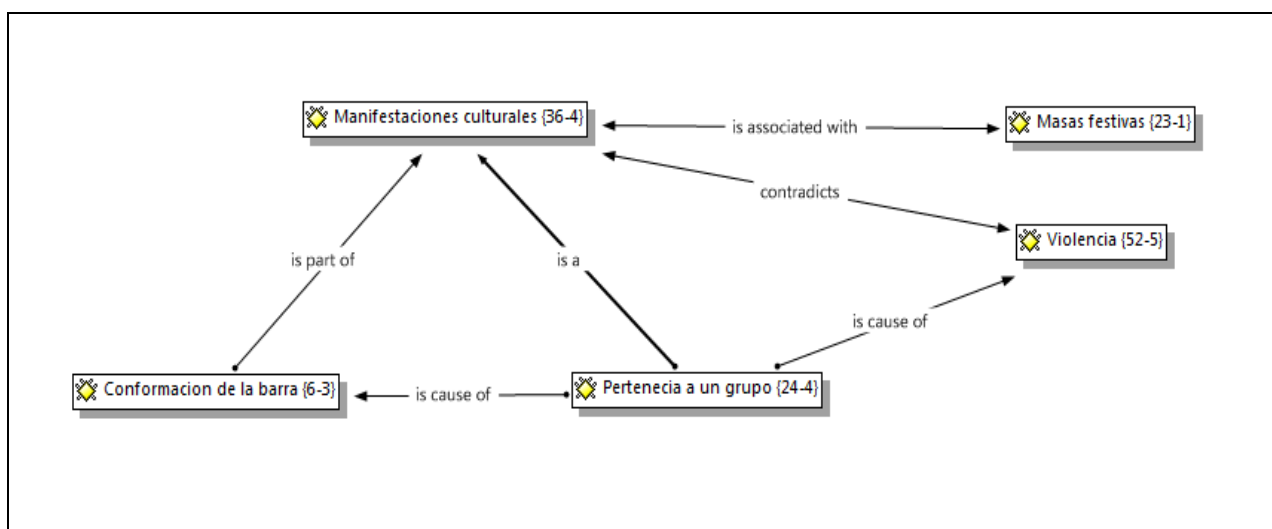 Manifestaciones culturales {36-4}
is associated with
Masas festivas {23-1}
contradicts
Violencia {52-5}
is part of
is a
is cause of
Conformacion de la barra {6-3}
is cause of
Pertenecia a un grupo {24-4}